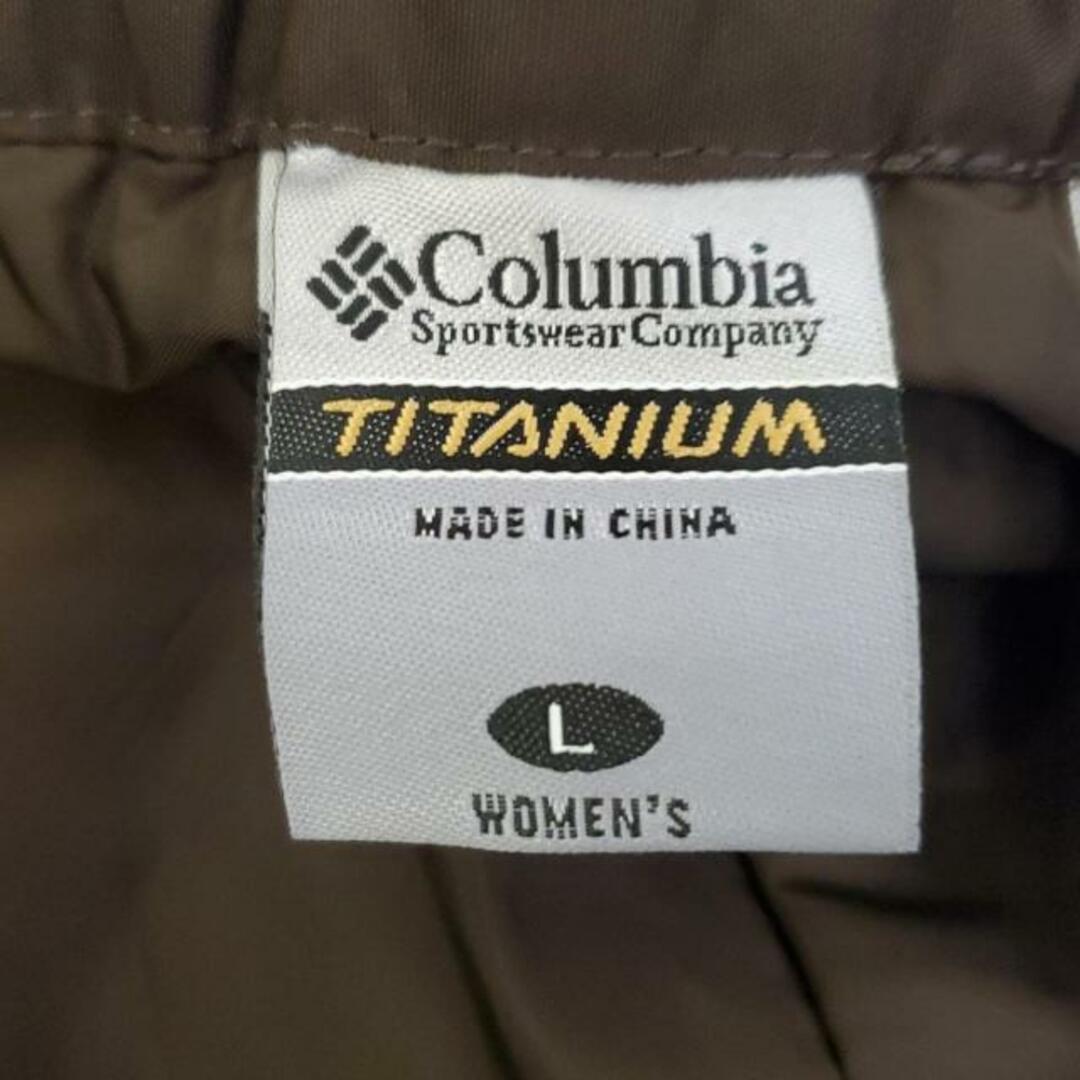 Columbia
Sportswear Company
TITANIUM
MADE IN CHINA
L
WOMEN'S